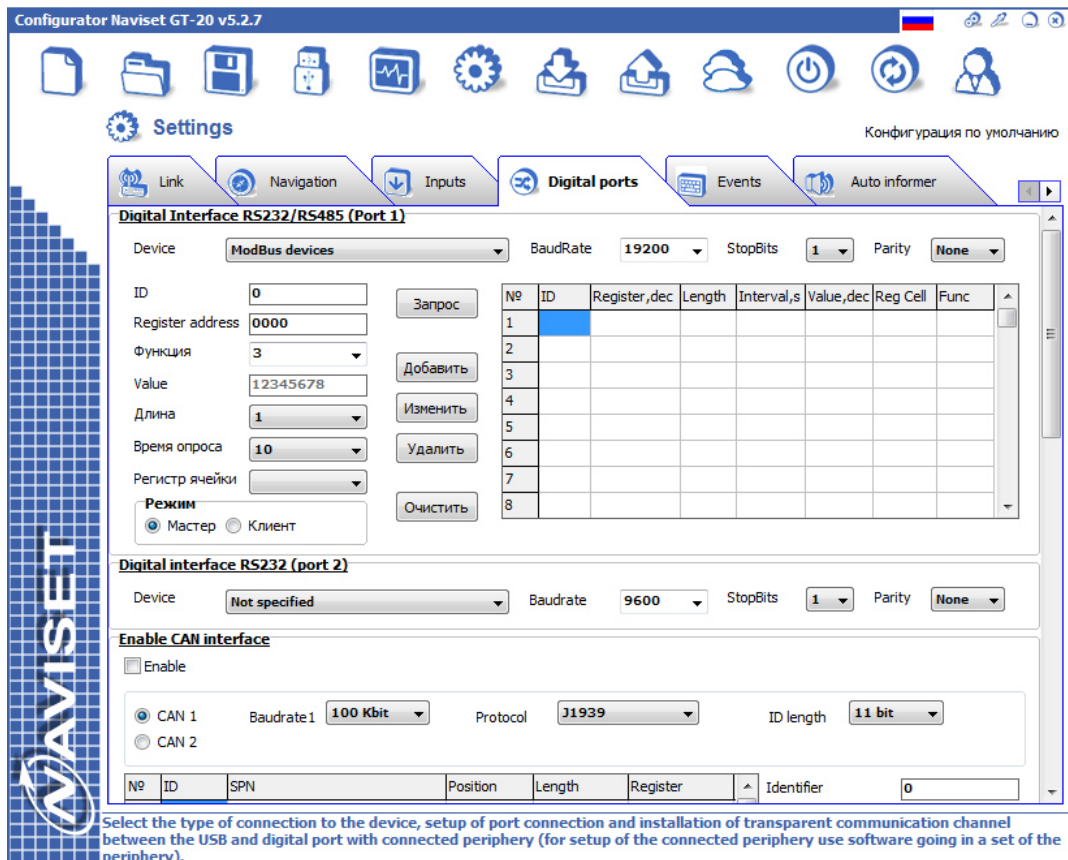 Configurator Naviset GT-20 v5.2.7
Settings
Конфигурация по умолчанию
Link Navigation Inputs Digital ports Events Auto informer
Digital Interface RS232/RS485 (Port 1)
Device ModBus devices BaudRate 19200 StopBits 1 Parity None
ID 0 Запрос
Register address 0000
Функция 3 Добавить
Value 12345678
Длина 1 Изменить
Время опроса 10 Удалить
Регистр ячейки
Режим Очистить
Мастер Клиент
№ ID Register,dec Length Interval,s Value,dec Reg Cell Func
1
2
3
4
5
6
7
8
Digital interface RS232 (port 2)
Device Not specified Baudrate 9600 StopBits 1 Parity None
Enable CAN interface
Enable
CAN 1 Baudrate1 100 Kbit Protocol J1939 ID length 11 bit
CAN 2
№ ID SPN Position Length Register Identifier 0
NAVISET
Select the type of connection to the device, setup of port connection and installation of transparent communication channel
between the USB and digital port with connected periphery (for setup of the connected periphery use software going in a set of the
periphery).